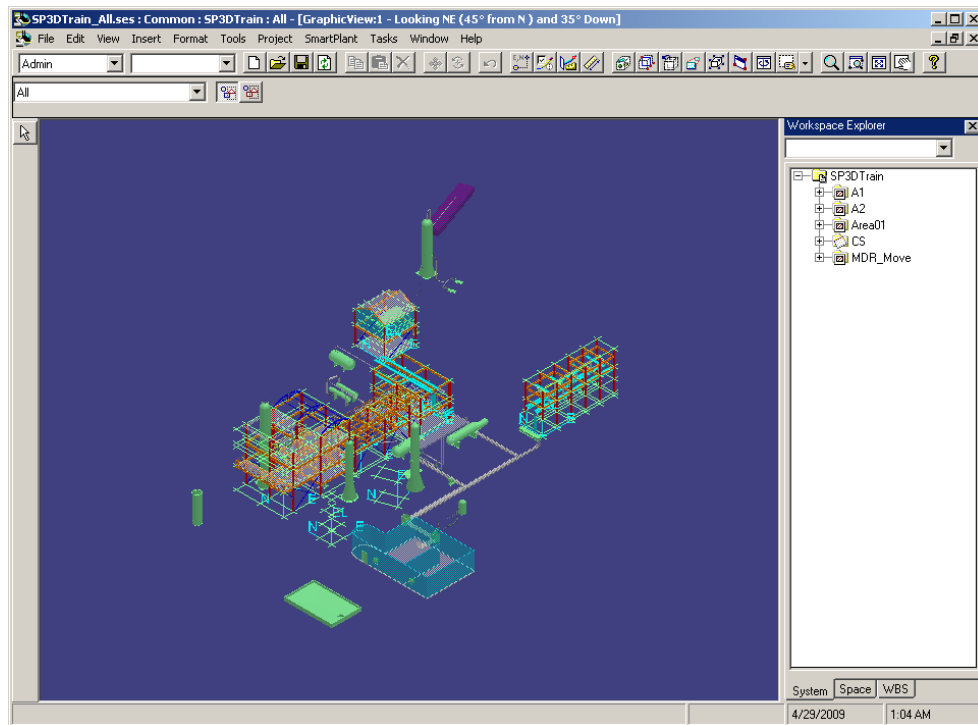 SP3DTrain_All.ses : Common : SP3DTrain : All - [GraphicView:1 - Looking NE (45° from N ) and 35° Down]
File Edit View Insert Format Tools Project SmartPlant Tasks Window Help
Admin
All
Workspace Explorer
SP3DTrain
A1
A2
Area01
CS
MDR_Move
N E
N E
E
N
EL
N E
System Space WBS
4/29/2009 1:04 AM